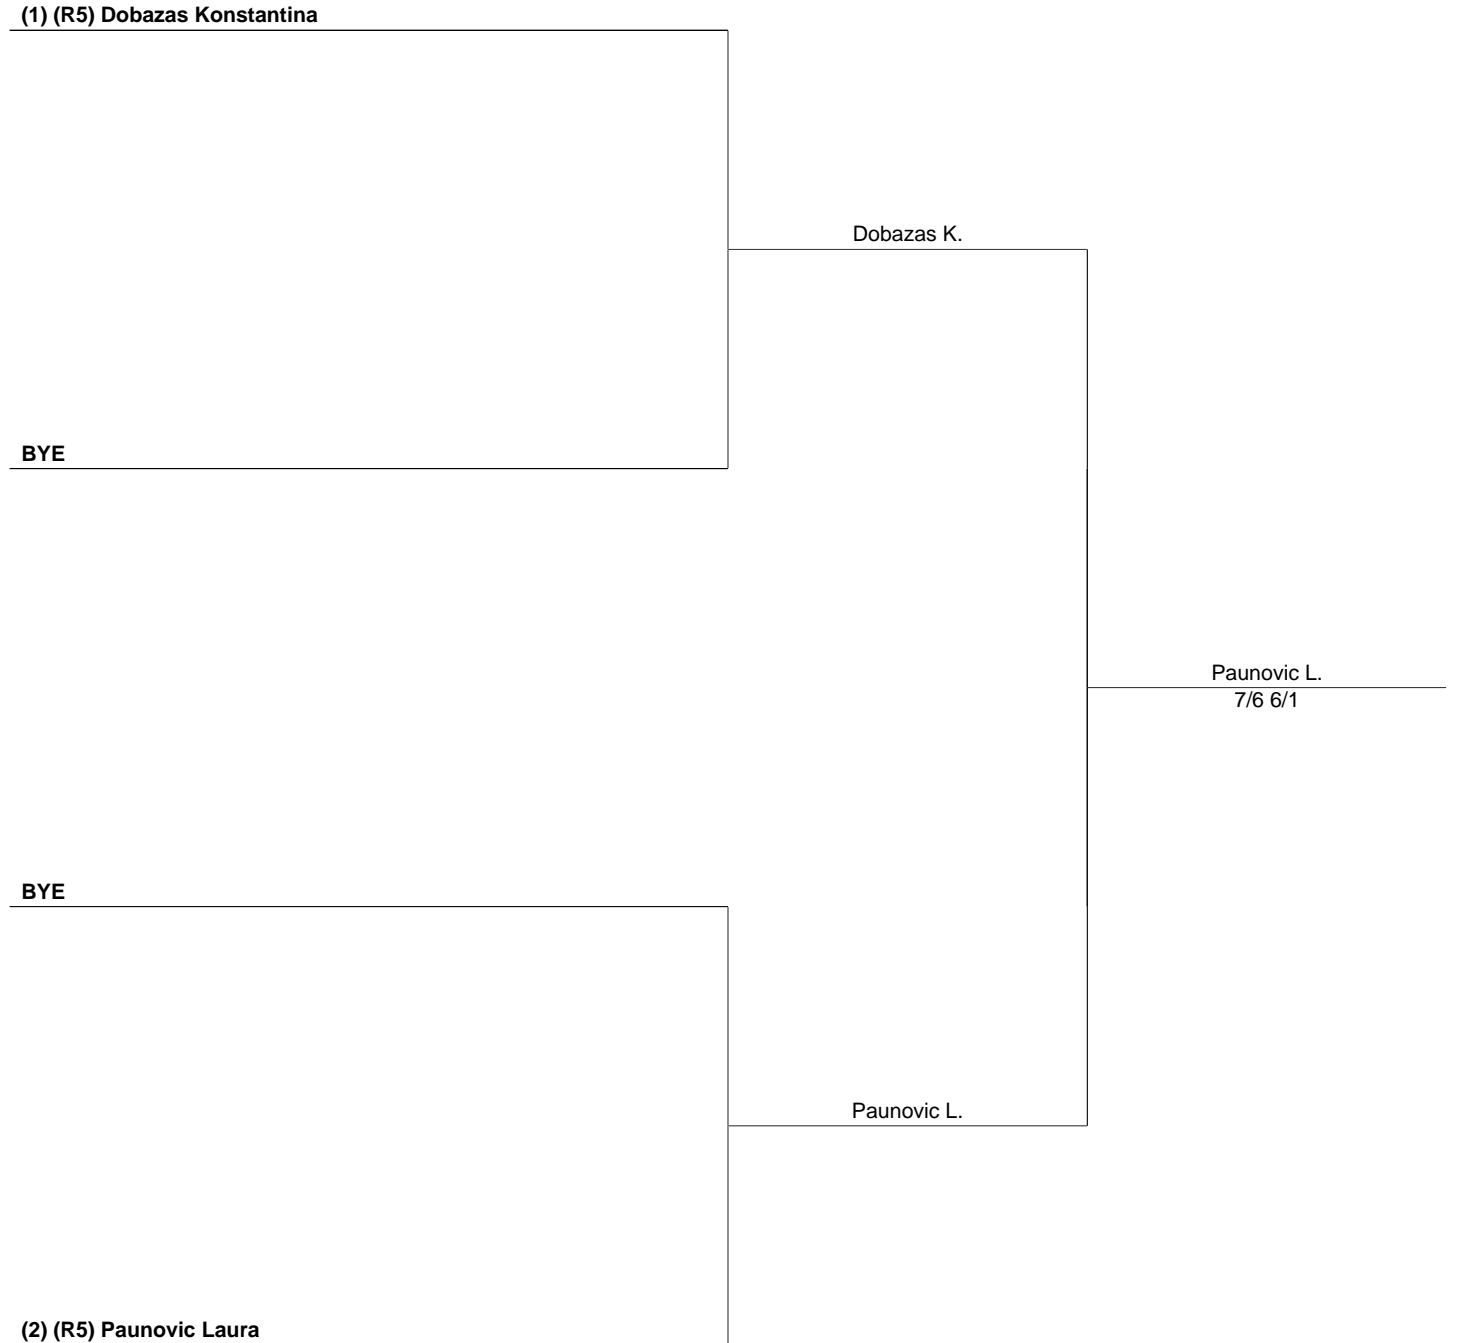 (1) (R5) Dobazas Konstantina
Dobazas K.
BYE
Paunovic L.
7/6 6/1
BYE
Paunovic L.
(2) (R5) Paunovic Laura